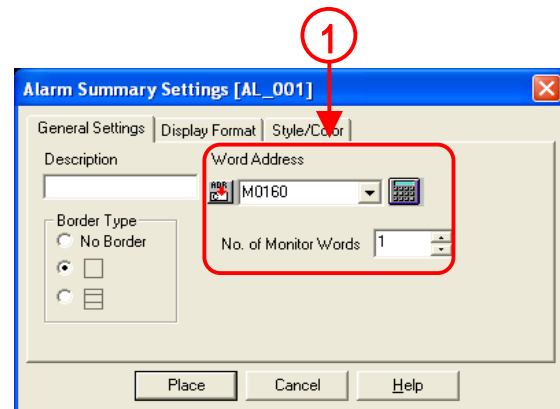 1
Alarm Summary Settings [AL_001]
General Settings Display Format Style/Color
Description Word Address
ADR M0160
Border Type
No Border
No. of Monitor Words 1
Place Cancel Help